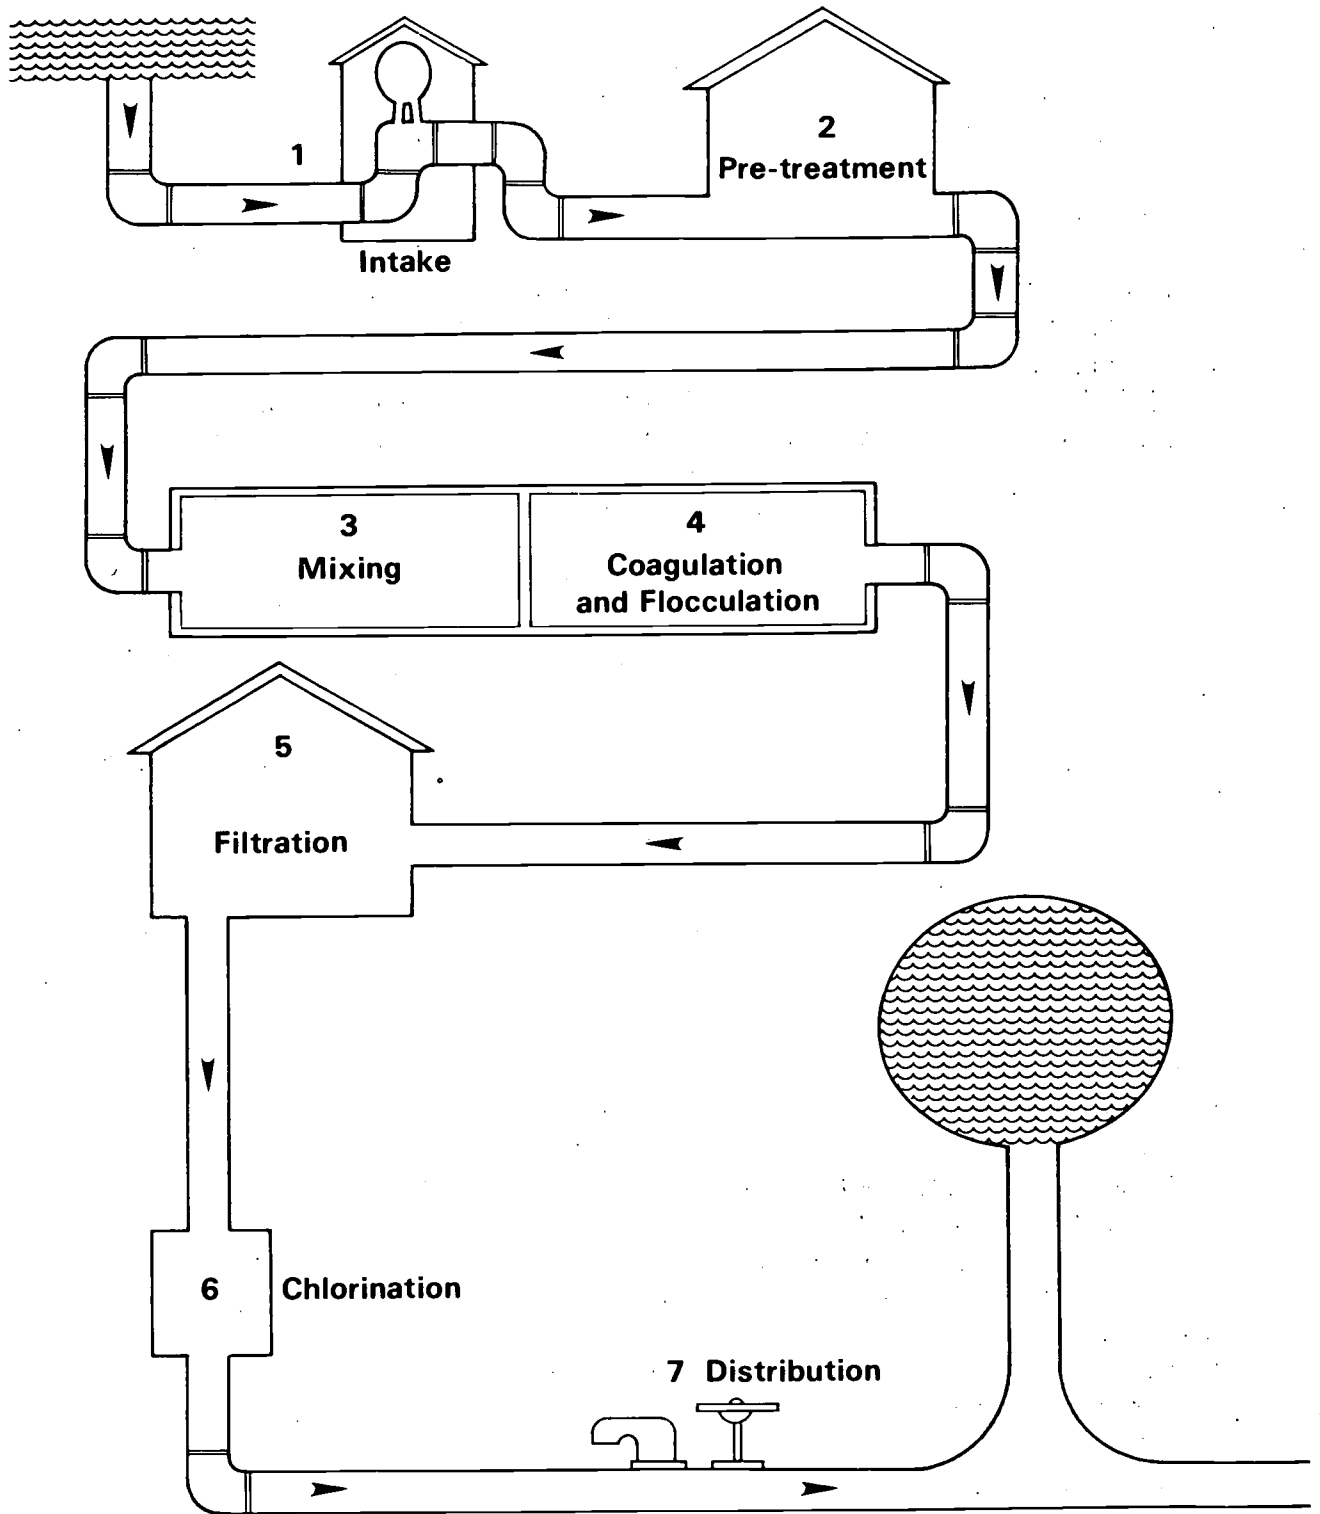 1
Intake
2
Pre-treatment
3
Mixing
4
Coagulation
and Flocculation
5
Filtration
6 Chlorination
7 Distribution